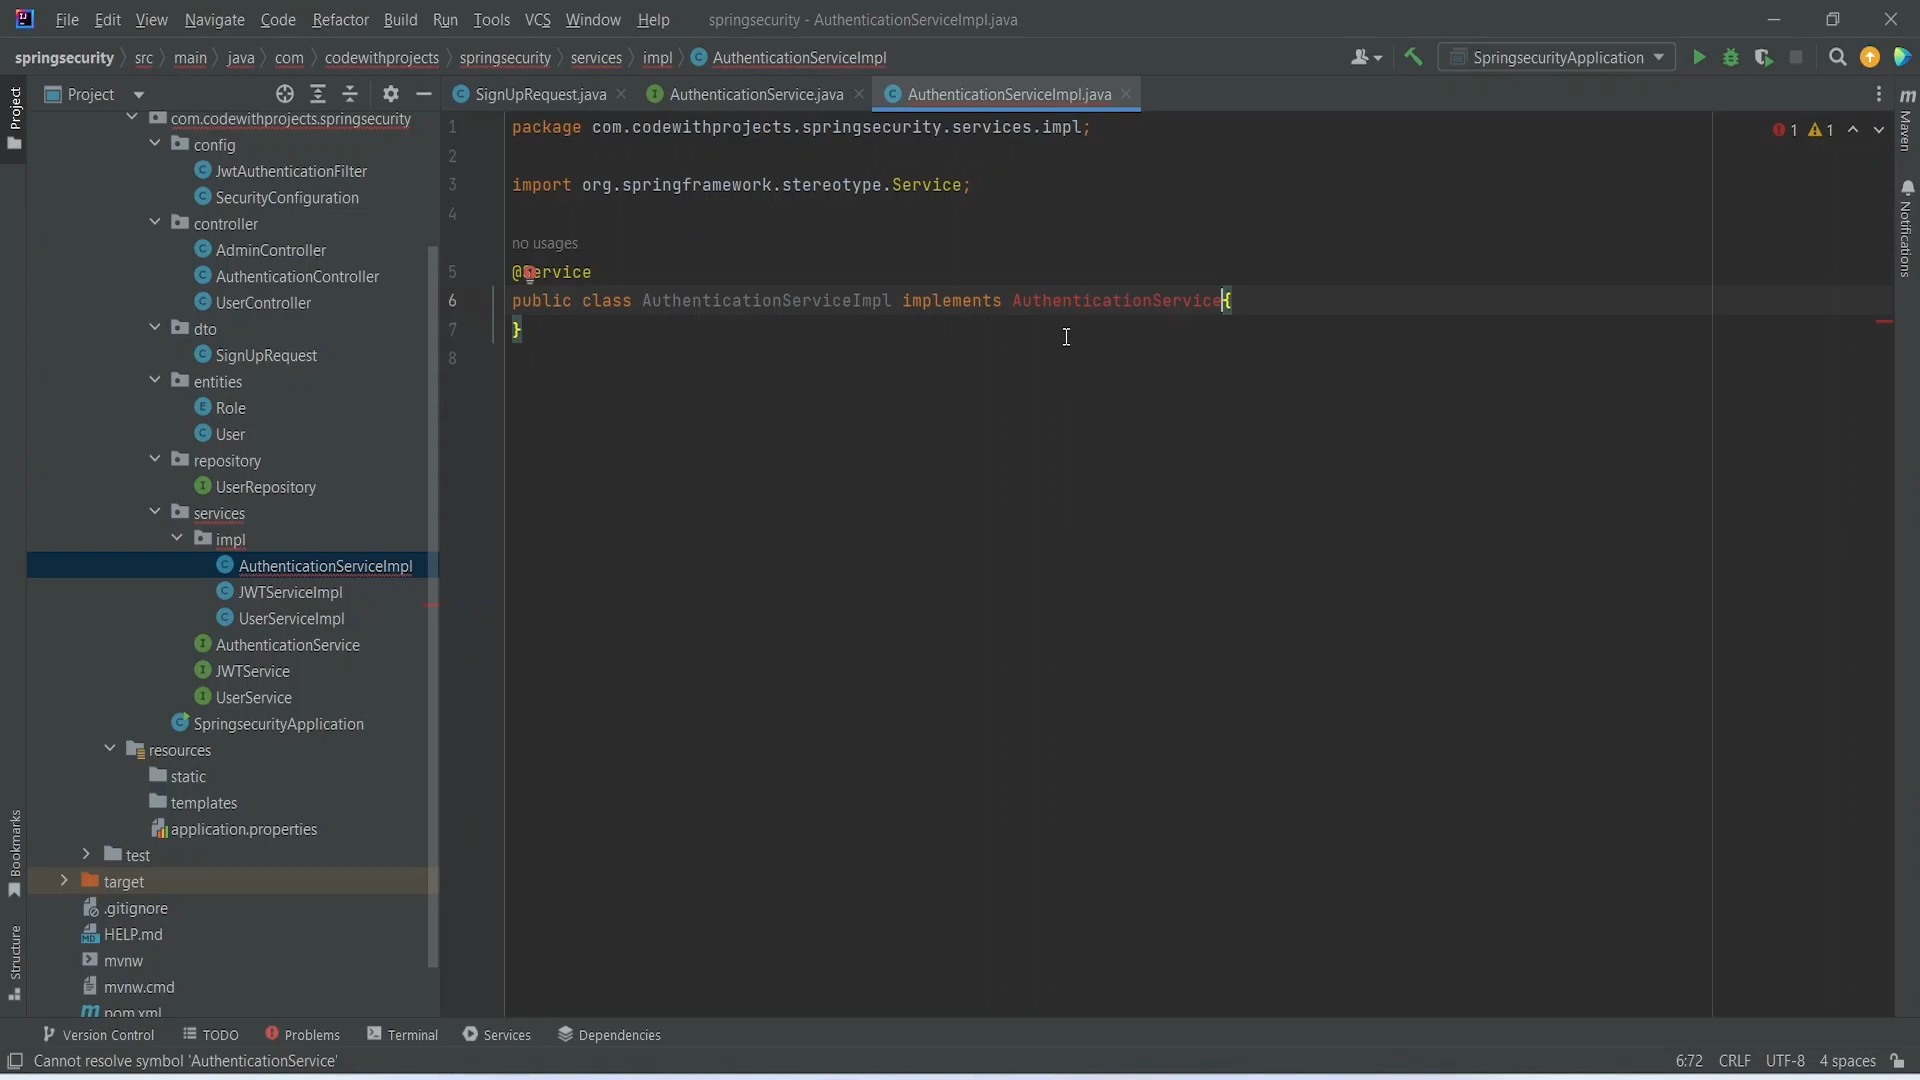 File Edit View Navigate Code Refactor Build Run Tools VCS Window Help springsecurity - AuthenticationServiceImpl.java
springsecurity src main java com codewithprojects springsecurity services impl AuthenticationServiceImpl SpringsecurityApplication
Project
SignUpRequest.java AuthenticationService.java AuthenticationServiceImpl.java
com.codewithprojects.springsecurity
config
JwtAuthenticationFilter
SecurityConfiguration
controller
AdminController
AuthenticationController
UserController
dto
SignUpRequest
entities
Role
User
repository
UserRepository
services
impl
AuthenticationServiceImpl
JWTServiceImpl
UserServiceImpl
AuthenticationService
JWTService
UserService
SpringsecurityApplication
resources
static
templates
application.properties
test
target
.gitignore
HELP.md
mvnw
mvnw.cmd
pom.xml
1 package com.codewithprojects.springsecurity.services.impl;
2
3 import org.springframework.stereotype.Service;
4
no usages
5 @Service
6 public class AuthenticationServiceImpl implements AuthenticationService{
7 }
8
1 1
Project
Bookmarks
Structure
Maven
Notifications
Version Control TODO Problems Terminal Services Dependencies
Cannot resolve symbol 'AuthenticationService' 6:72 CRLF UTF-8 4 spaces